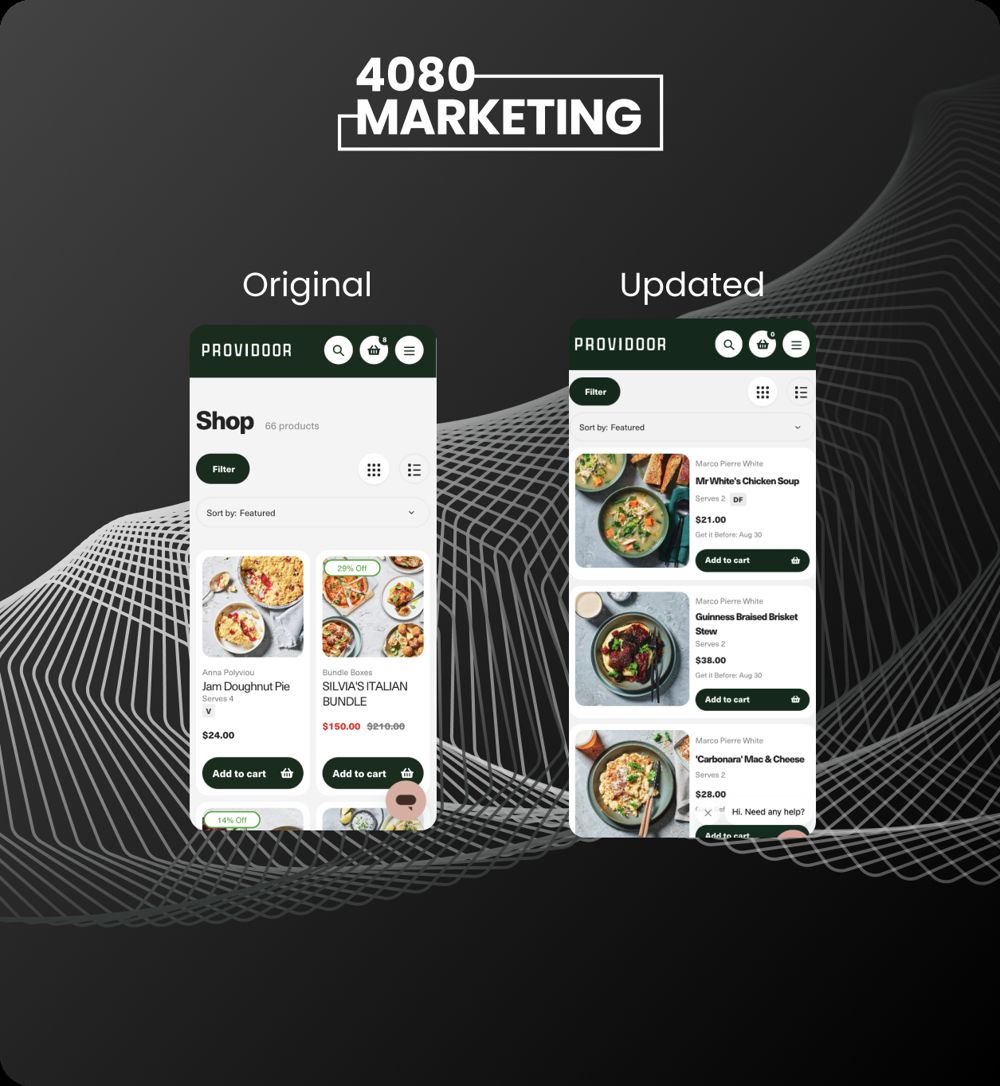 4080
MARKETING
Original
PROVIDOOR
8
Shop 66 products
Filter
Sort by: Featured
Anna Polyviou
Jam Doughnut Pie
Serves 4
V
$24.00
Add to cart
29% Off
Bundle Boxes
SILVIA'S ITALIAN
BUNDLE
$150.00 $210.00
Add to cart
14% Off
Updated
PROVIDOOR
0
Filter
Sort by: Featured
Marco Pierre White
Mr White's Chicken Soup
Serves 2 DF
$21.00
Get it Before: Aug 30
Add to cart
Marco Pierre White
Guinness Braised Brisket
Stew
Serves 2
$38.00
Get it Before: Aug 30
Add to cart
Marco Pierre White
'Carbonara' Mac & Cheese
Serves 2
$28.00
Hi. Need any help?
Add to cart